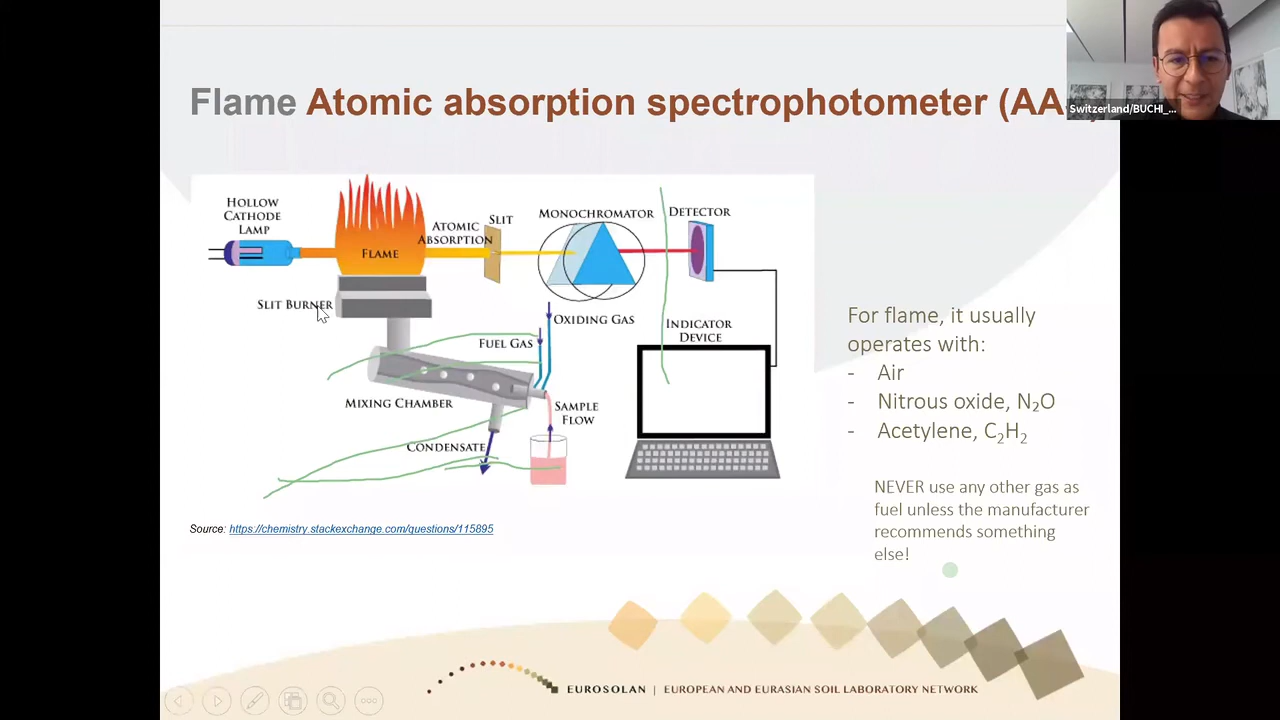 Flame Atomic absorption spectrophotometer (AA
Switzerland/BUCHI_...
HOLLOW
CATHODE
LAMP
FLAME
ATOMIC
ABSORPTION
SLIT
MONOCHROMATOR
DETECTOR
SLIT BURNER
OXIDING GAS
FUEL GAS
INDICATOR
DEVICE
MIXING CHAMBER
SAMPLE
FLOW
CONDENSATE
For flame, it usually
operates with:
- Air
- Nitrous oxide, N₂O
- Acetylene, C₂H₂
NEVER use any other gas as
fuel unless the manufacturer
recommends something
else!
Source: https://chemistry.stackexchange.com/questions/115895
EUROSOLAN | EUROPEAN AND EURASIAN SOIL LABORATORY NETWORK